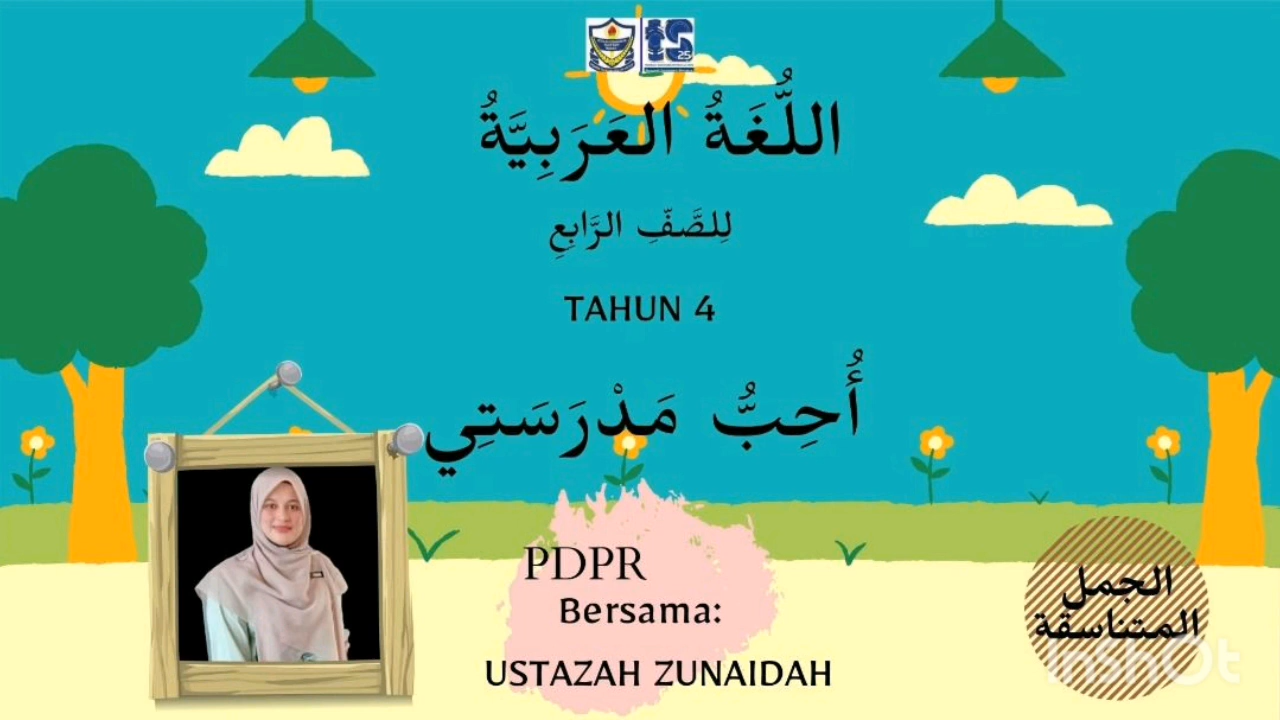 اللُّغَةُ العَرَبِيَّةُ
لِلصَّفِّ الرَّابِعِ
TAHUN 4
أُحِبُّ مَدْرَسَتِي
PDPR
Bersama:
USTAZAH ZUNAIDAH
الجمل
المتناسقة
InshOt